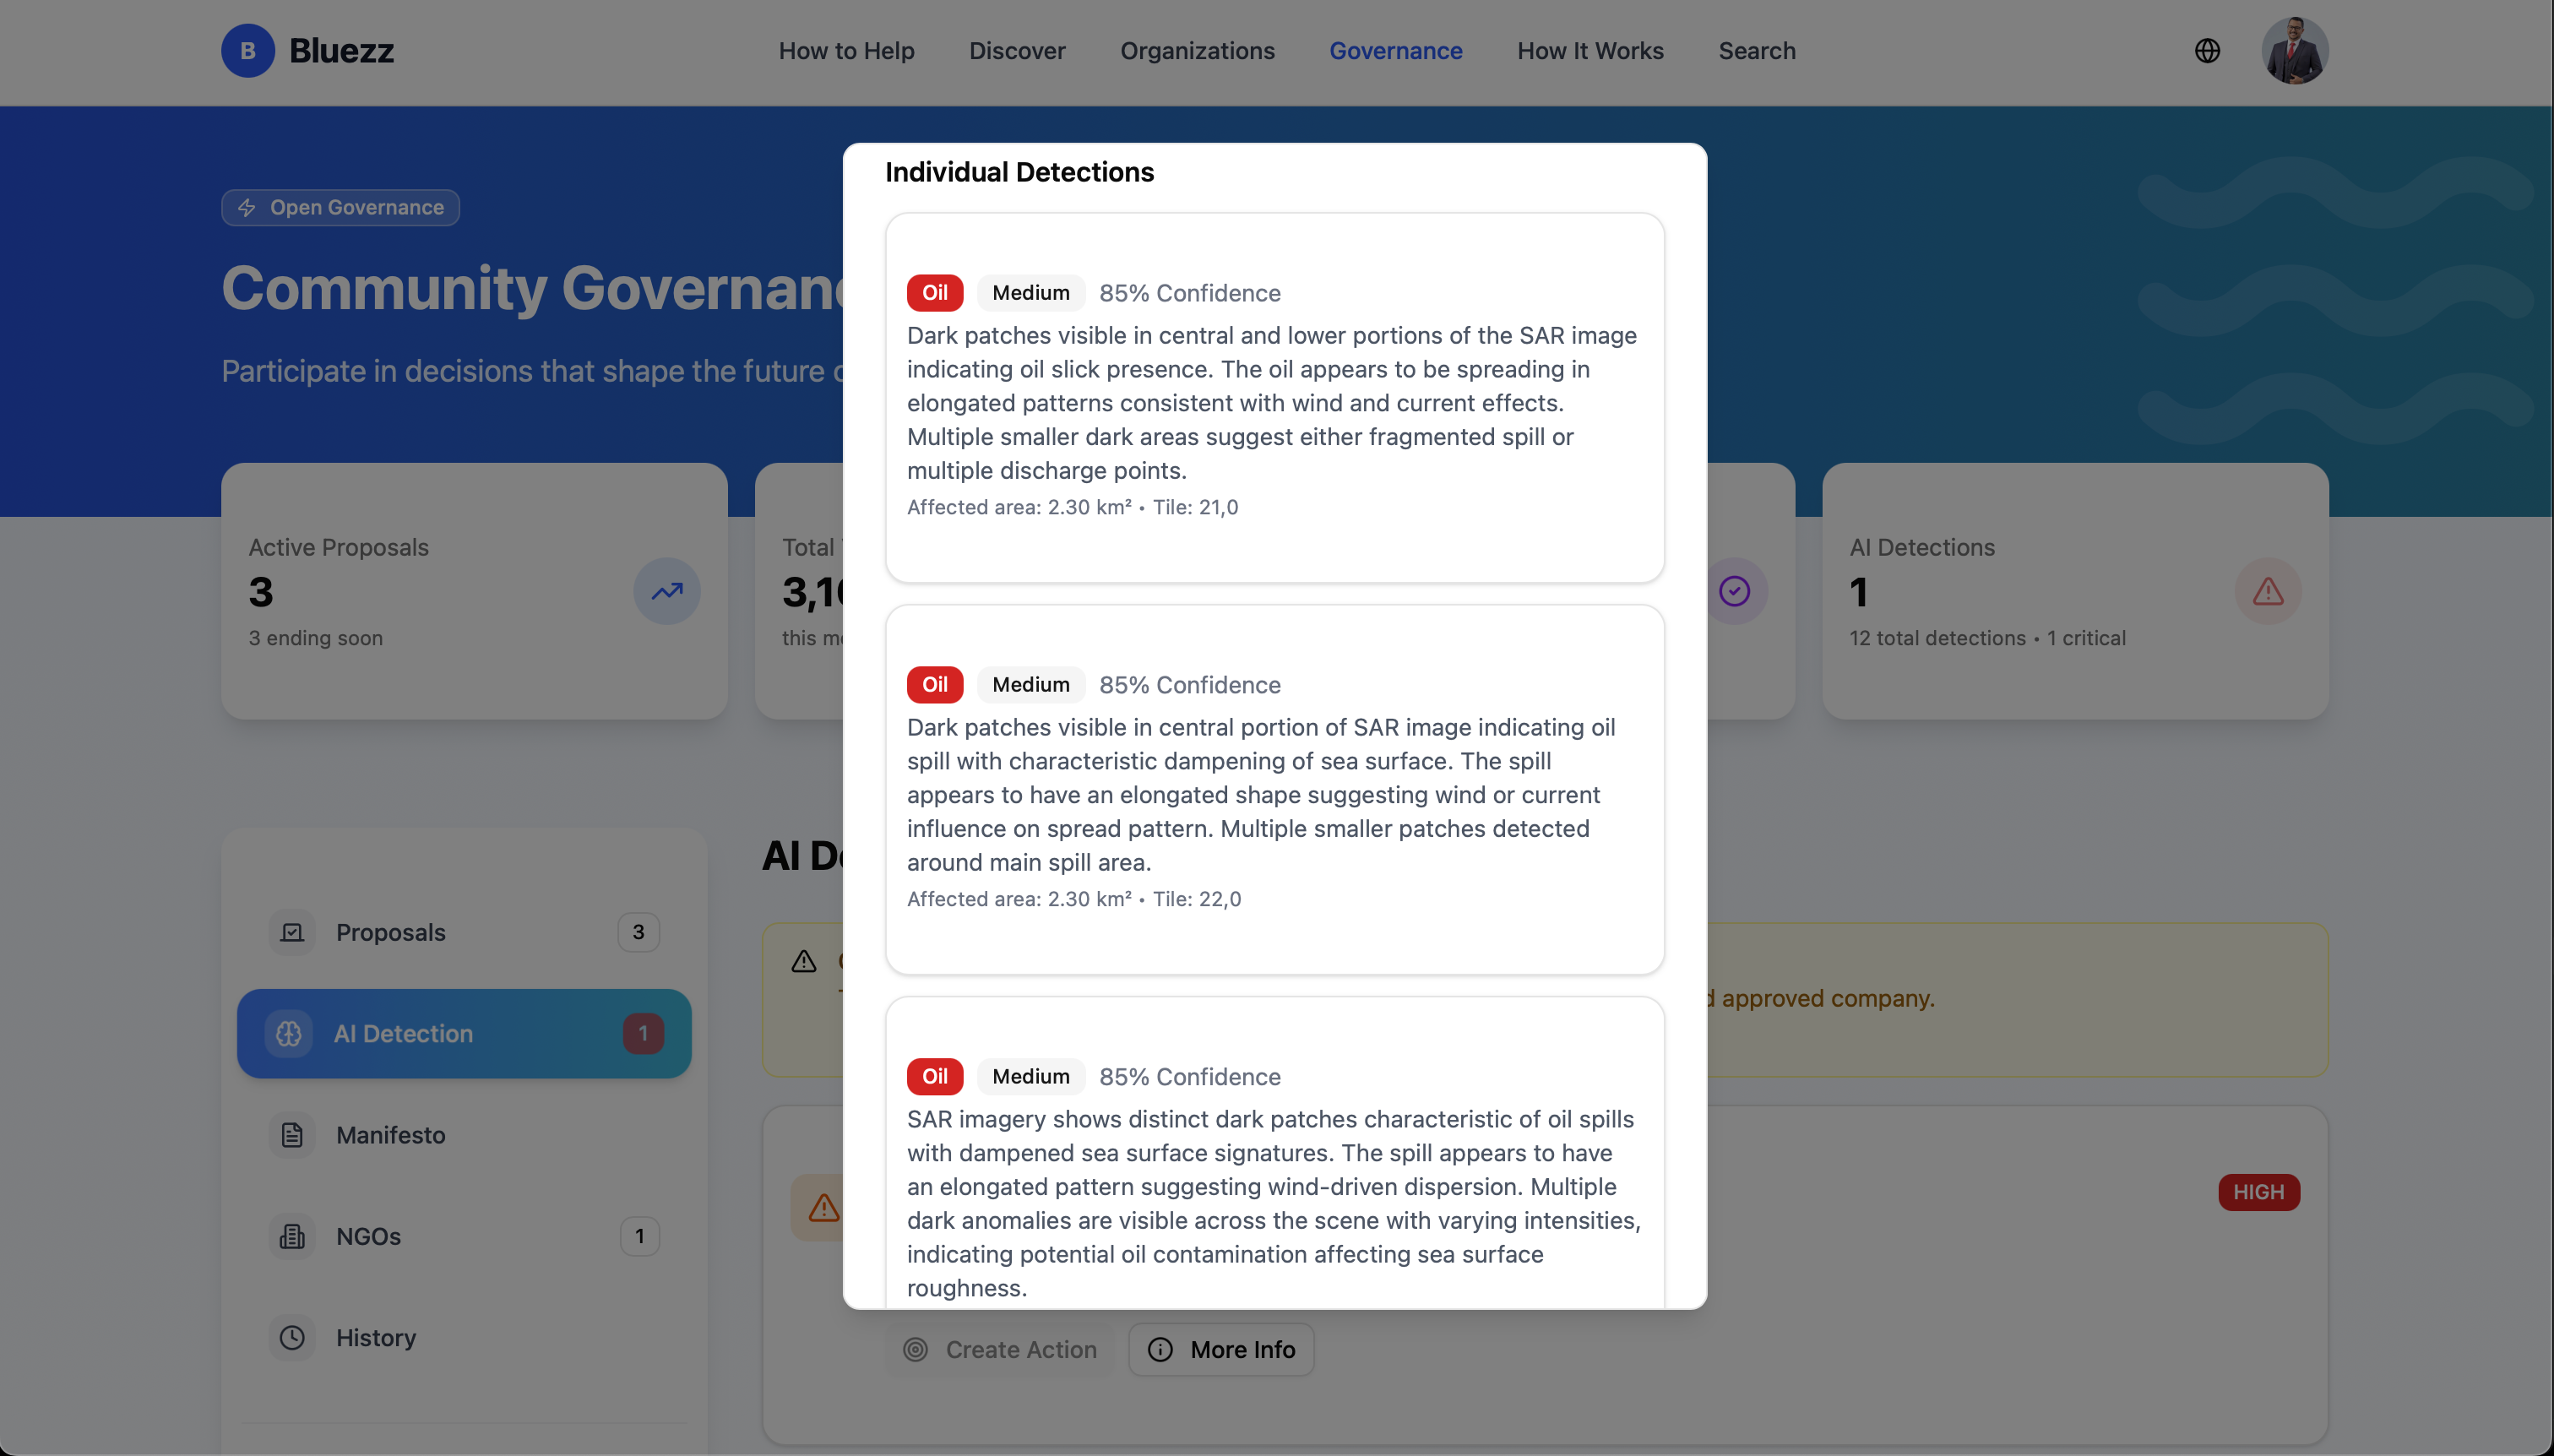 B Bluezz
How to Help
Discover
Organizations
Governance
How It Works
Search
Open Governance
Community
Participate in decisions that shape the future
Active Proposals
3
3 ending soon
Total
this
AI Detections
1
12 total detections • 1 critical
Proposals
3
AI Detection
1
Manifesto
NGOs
1
History
AI
approved company.
HIGH
Create Action
More Info
Individual Detections
Oil Medium 85% Confidence
Dark patches visible in central and lower portions of the SAR image
indicating oil slick presence. The oil appears to be spreading in
elongated patterns consistent with wind and current effects.
Multiple smaller dark areas suggest either fragmented spill or
multiple discharge points.
Affected area: 2.30 km² • Tile: 21,0
Oil Medium 85% Confidence
Dark patches visible in central portion of SAR image indicating oil
spill with characteristic dampening of sea surface. The spill
appears to have an elongated shape suggesting wind or current
influence on spread pattern. Multiple smaller patches detected
around main spill area.
Affected area: 2.30 km² • Tile: 22,0
Oil Medium 85% Confidence
SAR imagery shows distinct dark patches characteristic of oil spills
with dampened sea surface signatures. The spill appears to have
an elongated pattern suggesting wind-driven dispersion. Multiple
dark anomalies are visible across the scene with varying intensities,
indicating potential oil contamination affecting sea surface
roughness.